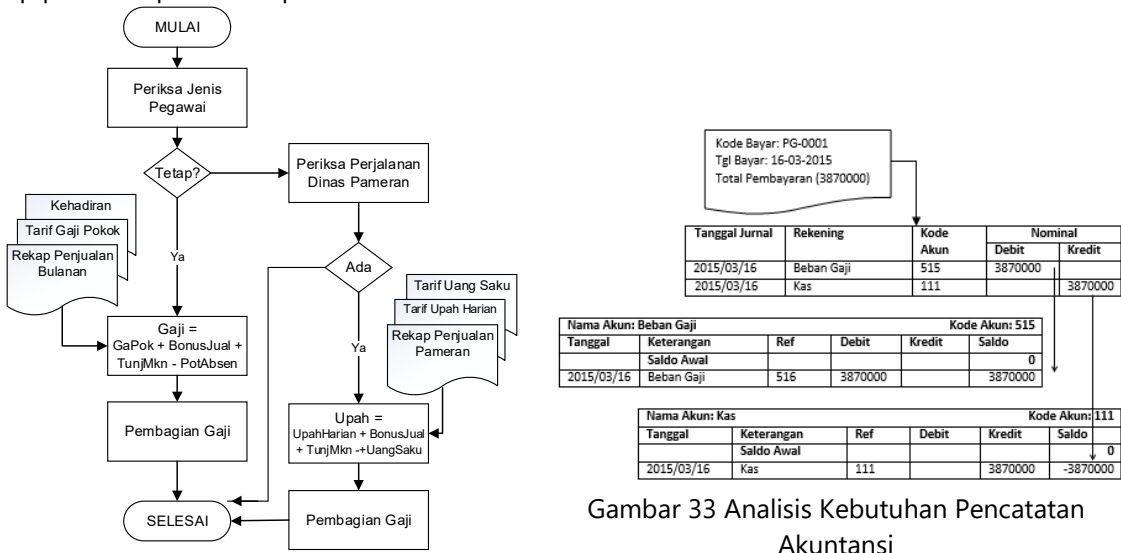 MULAI
Periksa Jenis
Pegawai
Tetap?
Ya
Kehadiran
Tarif Gaji Pokok
Rekap Penjualan
Bulanan
Gaji =
GaPok + BonusJual +
TunjMkn - PotAbsen
Pembagian Gaji
SELESAI
Periksa Perjalanan
Dinas Pameran
Ada
Ya
Tarif Uang Saku
Tarif Upah Harian
Rekap Penjualan
Pameran
Upah =
UpahHarian + BonusJual
+ TunjMkn -+UangSaku
Pembagian Gaji
Kode Bayar: PG-0001
Tgl Bayar: 16-03-2015
Total Pembayaran (3870000)
Tanggal Jurnal Rekening Kode Akun Nominal
Debit Kredit
2015/03/16 Beban Gaji 515 3870000
2015/03/16 Kas 111 3870000
Nama Akun: Beban Gaji Kode Akun: 515
Tanggal Keterangan Ref Debit Kredit Saldo
Saldo Awal 0
2015/03/16 Beban Gaji 516 3870000 3870000
Nama Akun: Kas Kode Akun: 111
Tanggal Keterangan Ref Debit Kredit Saldo
Saldo Awal 0
2015/03/16 Kas 111 3870000 -3870000
Gambar 33 Analisis Kebutuhan Pencatatan
Akuntansi